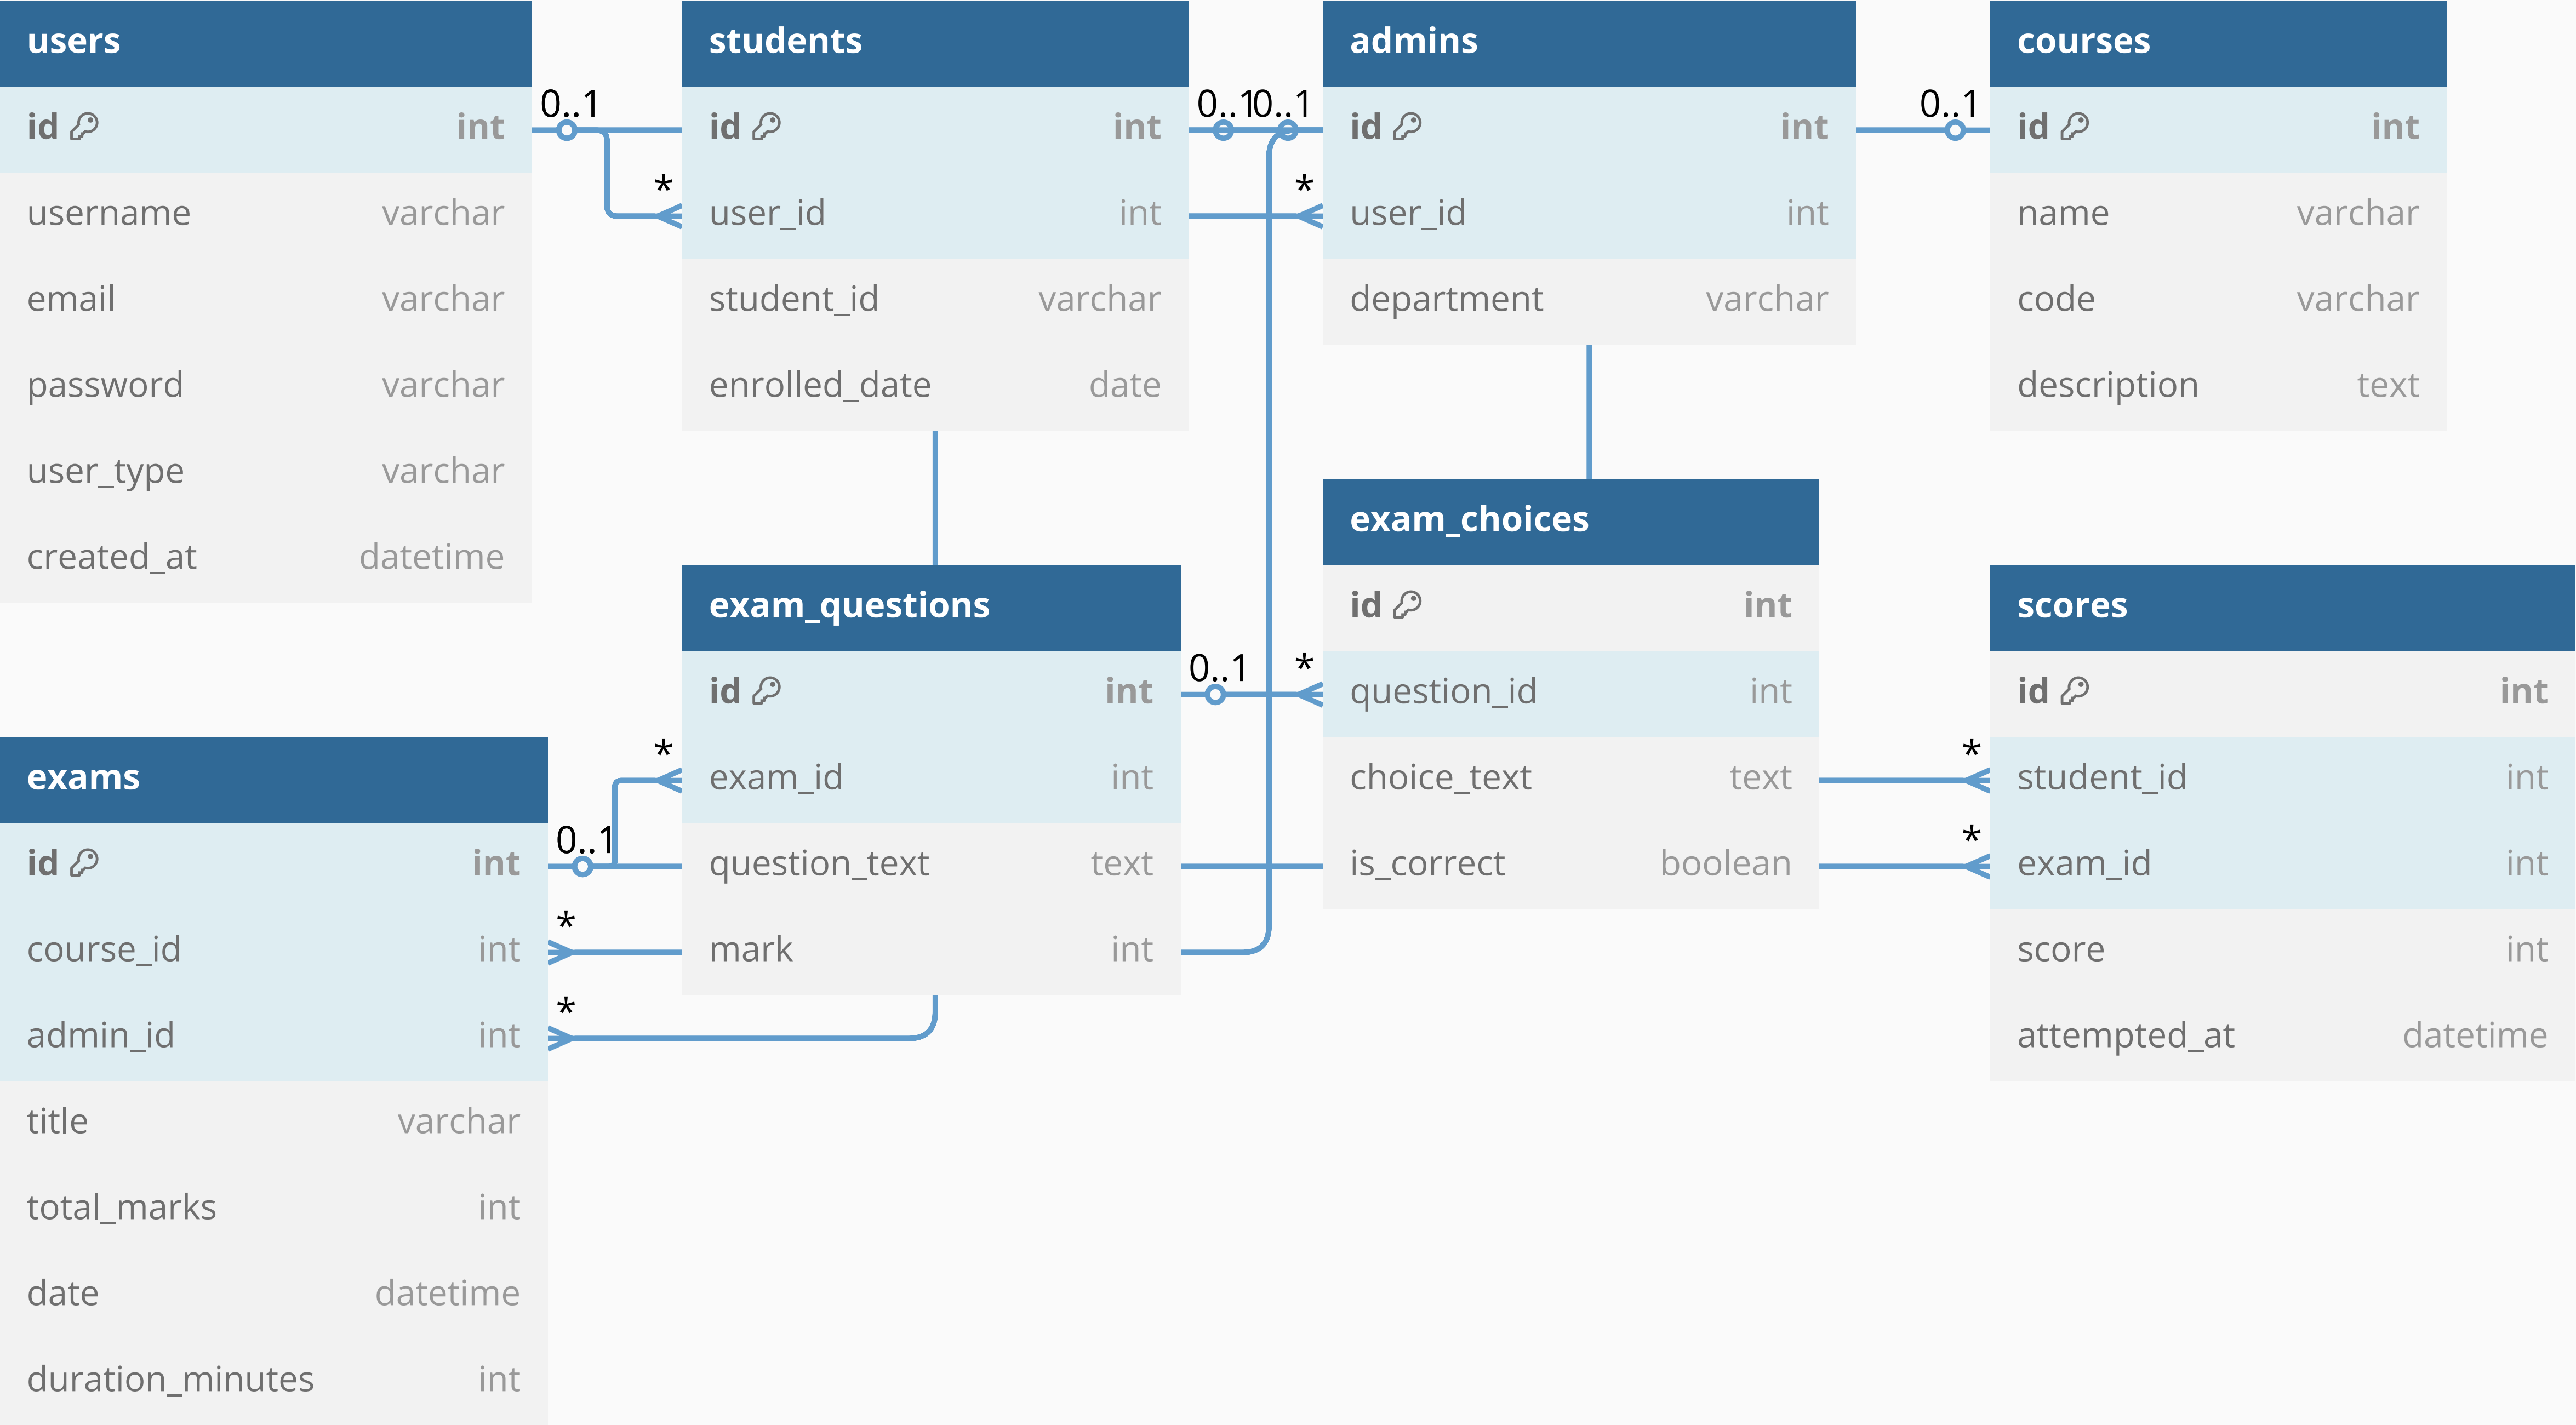 users
id int
username varchar
email varchar
password varchar
user_type varchar
created_at datetime
0..1
*
students
id int
user_id int
student_id varchar
enrolled_date date
0..1
0..1
*
admins
id int
user_id int
department varchar
0..1
courses
id int
name varchar
code varchar
description text
exams
id int
course_id int
admin_id int
title varchar
total_marks int
date datetime
duration_minutes int
0..1
*
*
*
exam_questions
id int
exam_id int
question_text text
mark int
0..1
*
exam_choices
id int
question_id int
choice_text text
is_correct boolean
*
*
scores
id int
student_id int
exam_id int
score int
attempted_at datetime